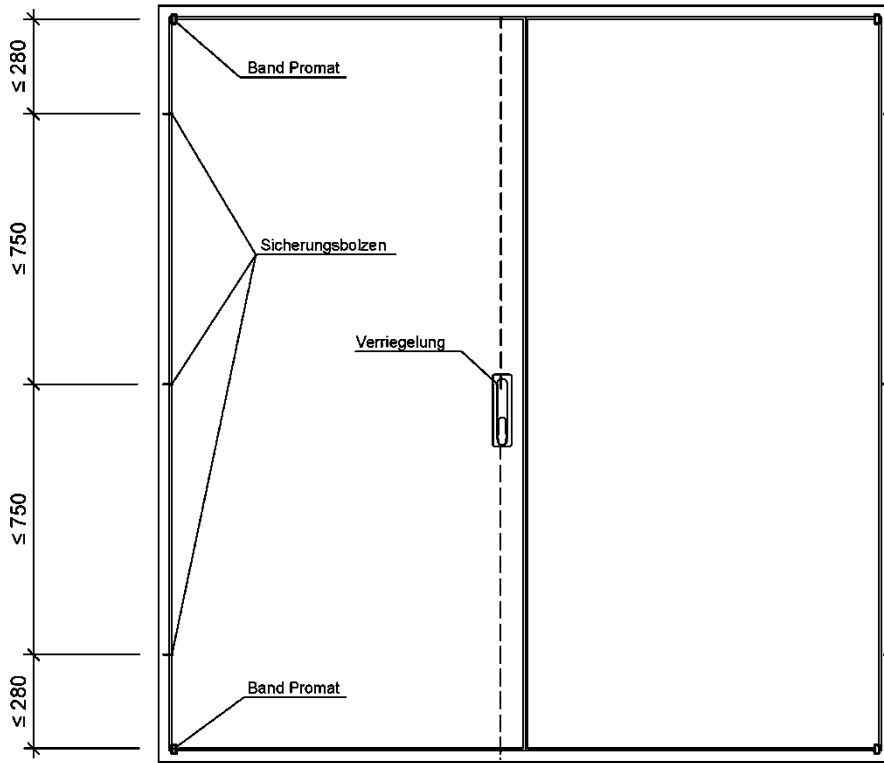 ≤ 280
Band Promat
≤ 750
Sicherungsbolzen
Verriegelung
≤ 750
≤ 280
Band Promat